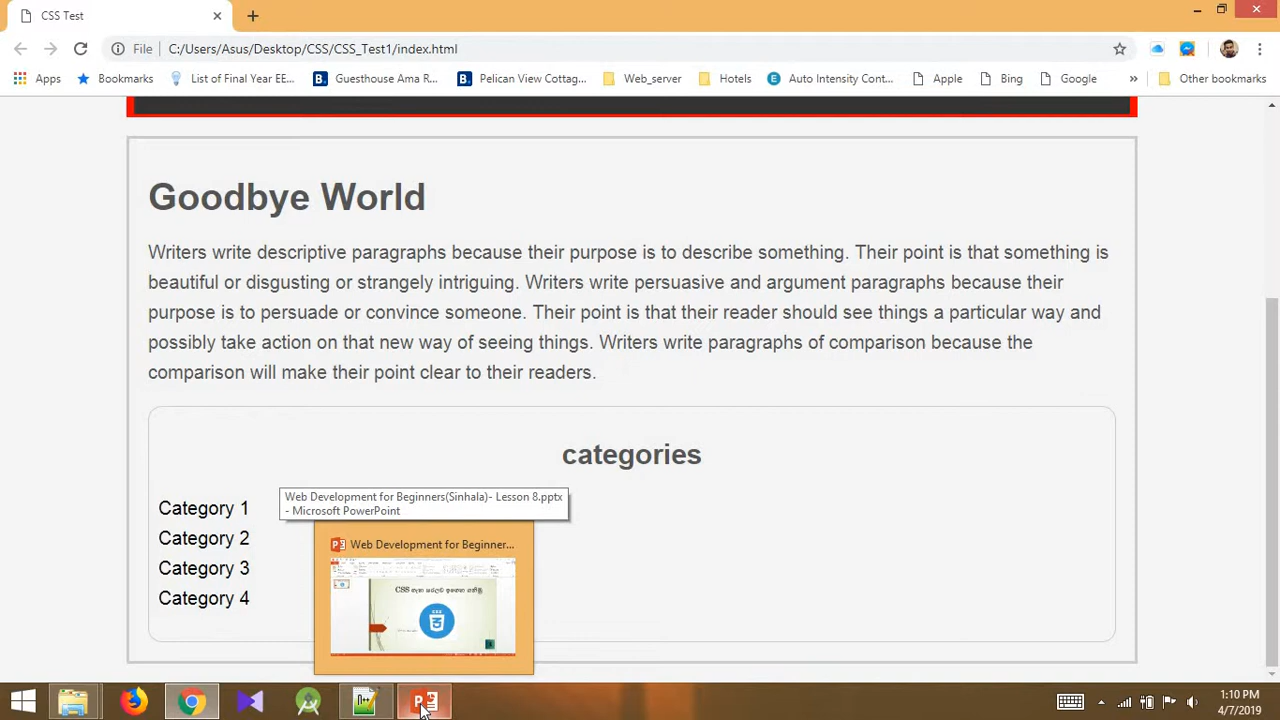 CSS Test
File
C:/Users/Asus/Desktop/CSS/CSS_Test1/index.html
Apps
Bookmarks
List of Final Year EE...
Guesthouse Ama R...
Pelican View Cottag...
Web_server
Hotels
Auto Intensity Cont...
Apple
Bing
Google
Other bookmarks
Goodbye World
Writers write descriptive paragraphs because their purpose is to describe something. Their point is that something is
beautiful or disgusting or strangely intriguing. Writers write persuasive and argument paragraphs because their
purpose is to persuade or convince someone. Their point is that their reader should see things a particular way and
possibly take action on that new way of seeing things. Writers write paragraphs of comparison because the
comparison will make their point clear to their readers.
categories
Category 1
Category 2
Category 3
Category 4
Web Development for Beginners(Sinhala)- Lesson 8.pptx
- Microsoft PowerPoint
Web Development for Beginner...
CSS ගැන සරලව ඉගෙන ගනිමු
1:10 PM
4/7/2019